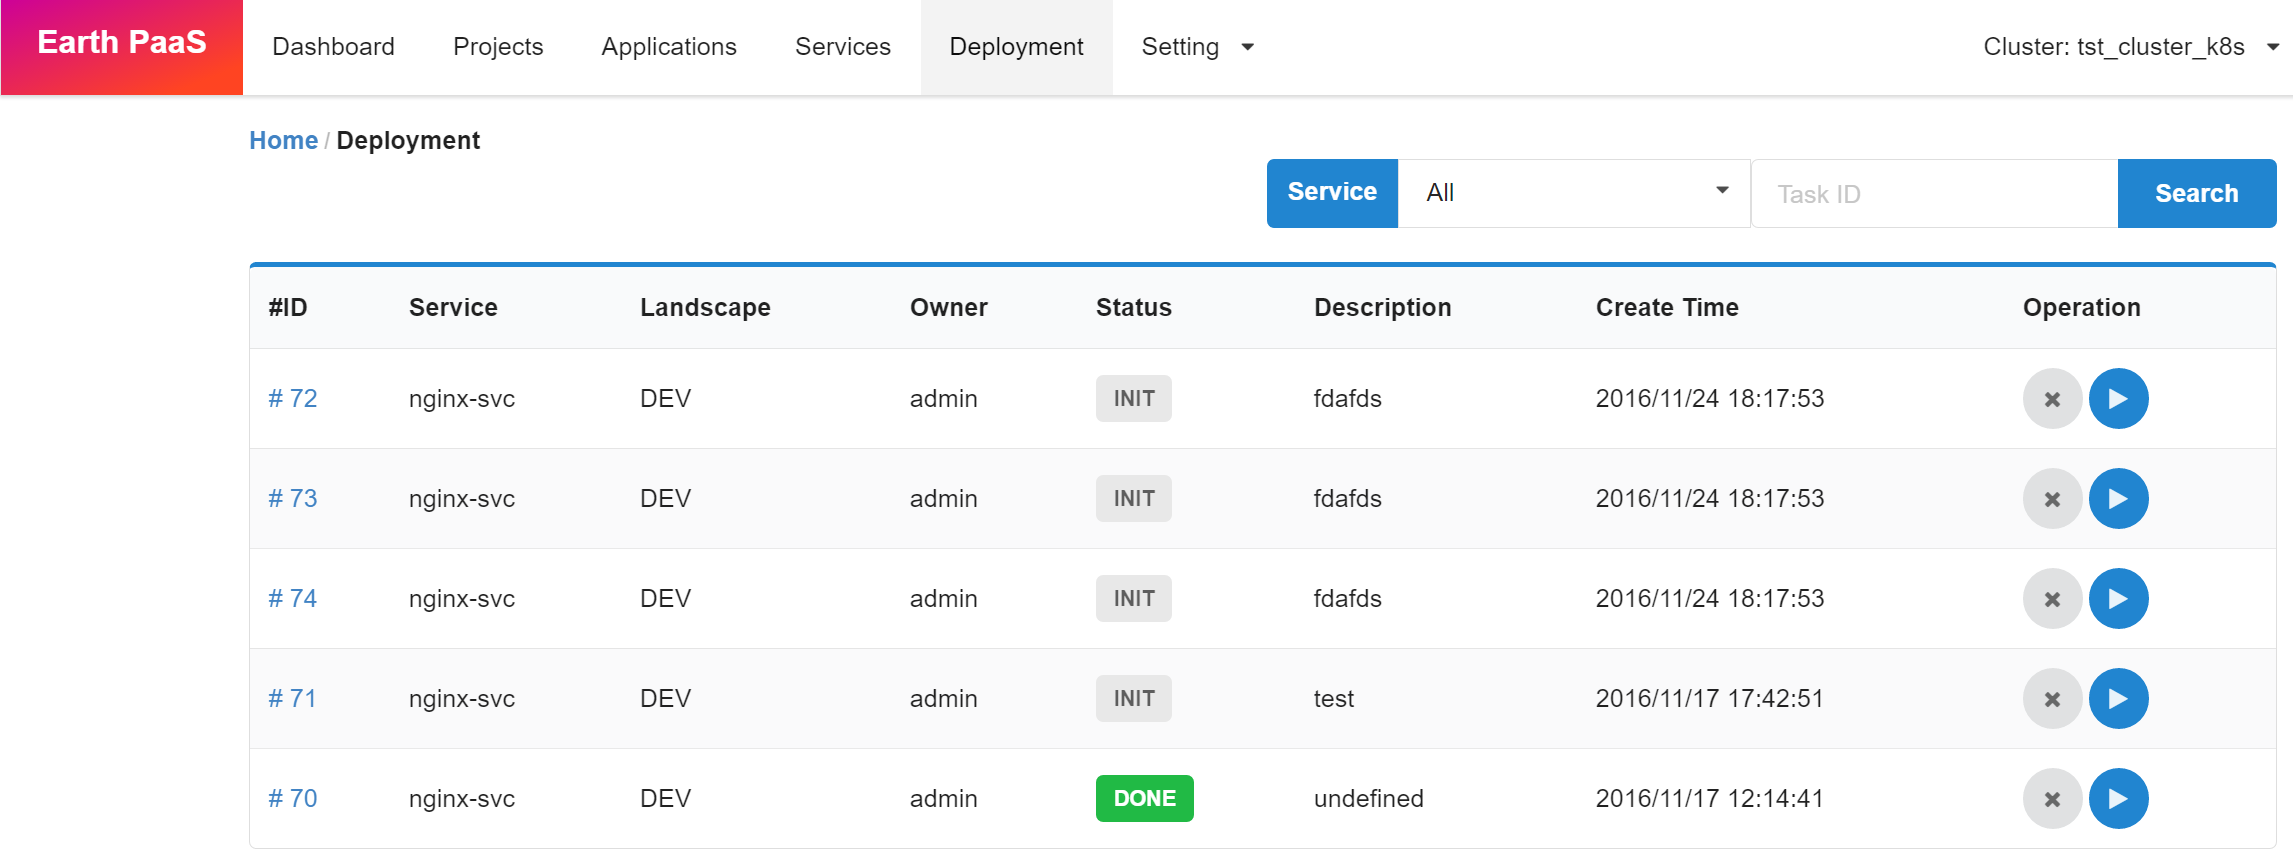 Earth PaaS Dashboard Projects Applications Services Deployment Setting Cluster: tst_cluster_k8s
Home / Deployment
Service All Task ID Search
#ID Service Landscape Owner Status Description Create Time Operation
# 72 nginx-svc DEV admin INIT fdafds 2016/11/24 18:17:53
# 73 nginx-svc DEV admin INIT fdafds 2016/11/24 18:17:53
# 74 nginx-svc DEV admin INIT fdafds 2016/11/24 18:17:53
# 71 nginx-svc DEV admin INIT test 2016/11/17 17:42:51
# 70 nginx-svc DEV admin DONE undefined 2016/11/17 12:14:41